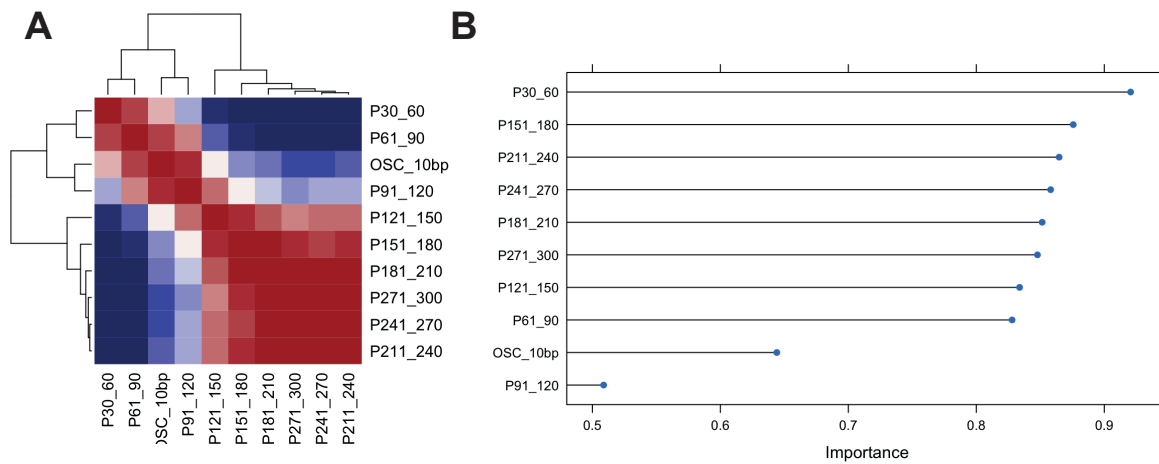 A
P30_60
P61_90
OSC_10bp
P91_120
P121_150
P151_180
P181_210
P271_300
P241_270
P211_240
P30_60
P61_90
OSC_10bp
P91_120
P121_150
P151_180
P181_210
P271_300
P241_270
P211_240
B
P30_60
P151_180
P211_240
P241_270
P181_210
P271_300
P121_150
P61_90
OSC_10bp
P91_120
0.5 0.6 0.7 0.8 0.9
Importance